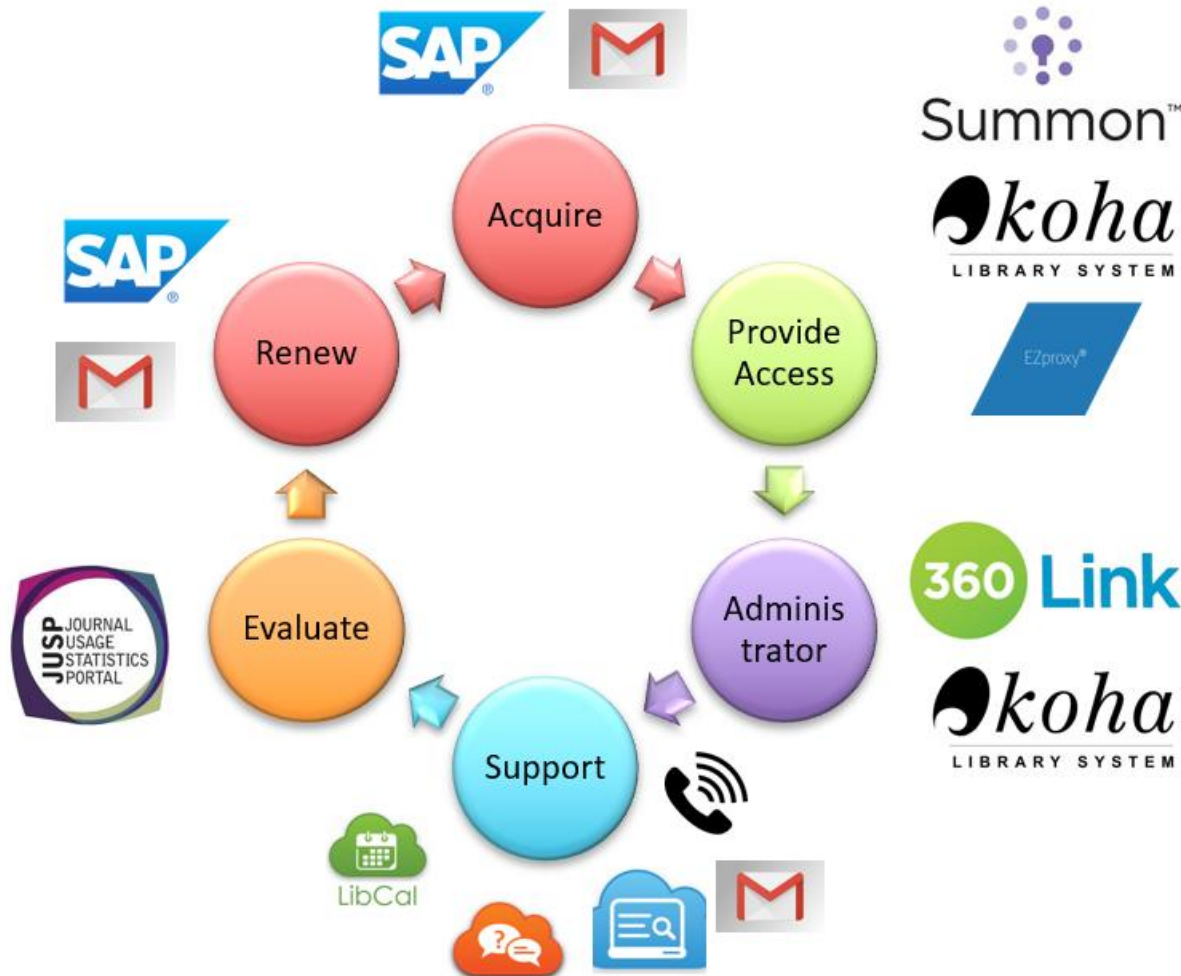 SAP
®
Summon™
Acquire
koha
LIBRARY SYSTEM
SAP
®
Renew
Provide
Access
EZproxy®
360 Link
JUSP JOURNAL
USAGE
STATISTICS
PORTAL
Evaluate
Adminis
trator
koha
LIBRARY SYSTEM
Support
LibCal
?